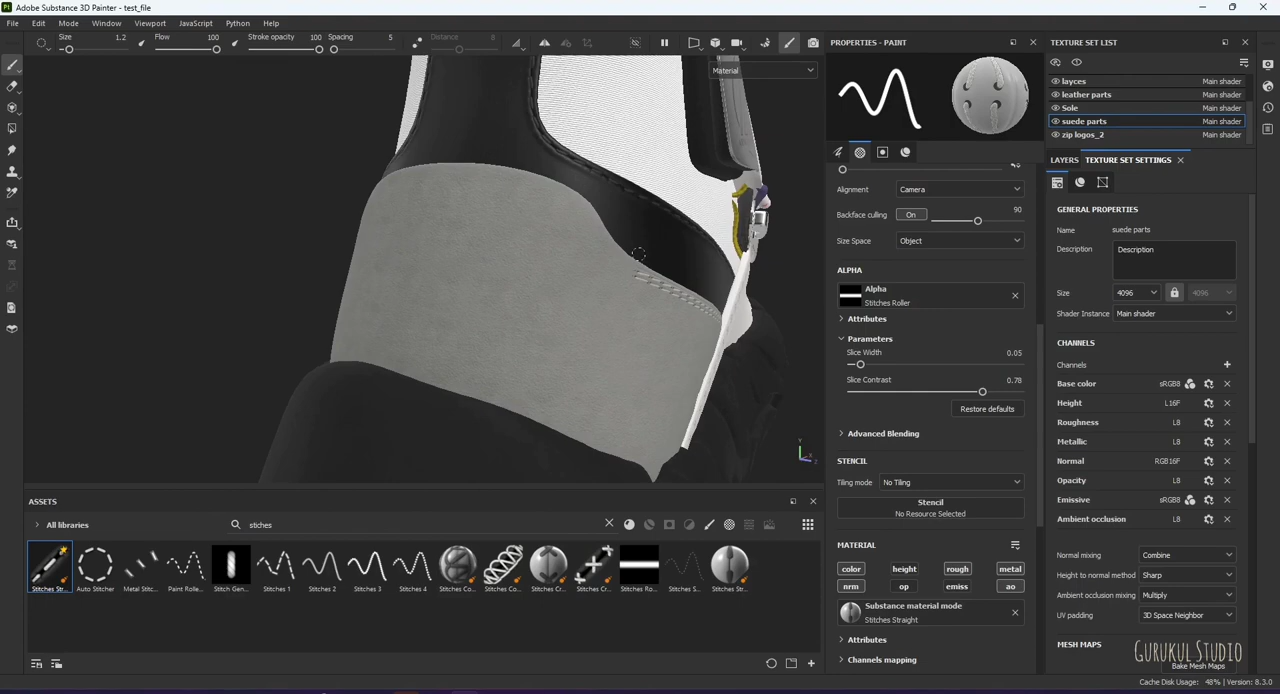 Adobe Substance 3D Painter - test_file
File Edit Mode Window Viewport JavaScript Python Help
Size 1.2 Flow 100 Stroke opacity 100 Spacing 5 Distance 8
Material
PROPERTIES - PAINT
Alignment Camera
Backface culling On 90
Size Space Object
ALPHA
Alpha
Stitches Roller
Attributes
Parameters
Slice Width 0.05
Slice Contrast 0.78
Restore defaults
Advanced Blending
STENCIL
Tiling mode No Tiling
Stencil
No Resource Selected
MATERIAL
color height rough metal
nrm op emiss ao
Substance material mode
Stitches Straight
Attributes
Channels mapping
TEXTURE SET LIST
layces Main shader
leather parts Main shader
Sole Main shader
suede parts Main shader
zip logos_2 Main shader
LAYERS TEXTURE SET SETTINGS
GENERAL PROPERTIES
Name suede parts
Description Description
Size 4096 4096
Shader Instance Main shader
CHANNELS
Channels
Base color sRGB8
Height L16F
Roughness L8
Metallic L8
Normal RGB16F
Opacity L8
Emissive sRGB8
Ambient occlusion L8
Normal mixing Combine
Height to normal method Sharp
Ambient occlusion mixing Multiply
UV padding 3D Space Neighbor
MESH MAPS
GURUKUL STUDIO
Bake Mesh Maps
ASSETS
All libraries stiches
Stitches Str... Auto Stitcher Metal Stitc... Paint Rolle... Stitch Gen... Stitches 1 Stitches 2 Stitches 3 Stitches 4 Stitches Co... Stitches Co... Stitches Cr... Stitches Cr... Stitches Ro... Stitches S... Stitches Str...
Cache Disk Usage: 48% | Version: 8.3.0
Y
Z